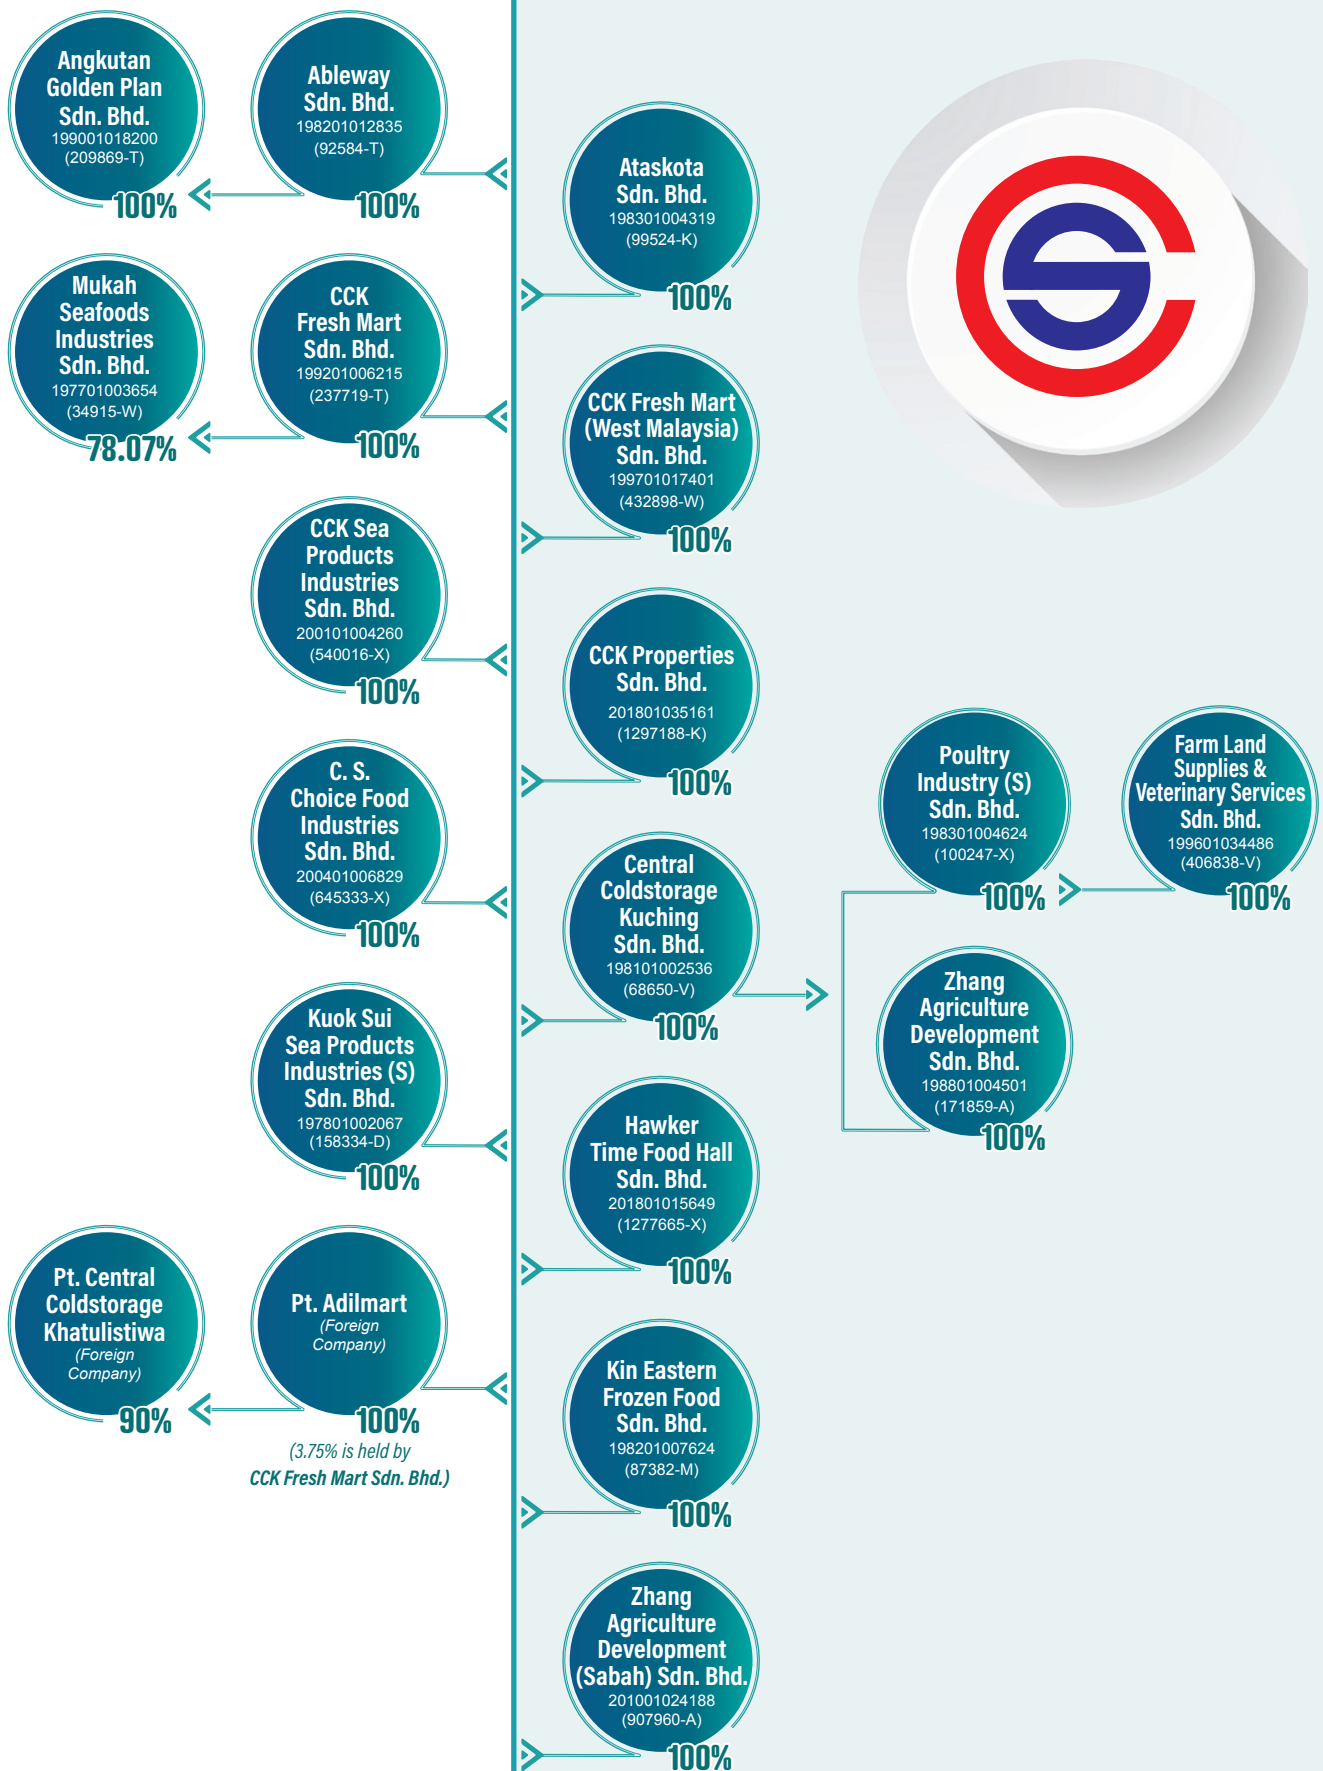 Angkutan
Golden Plan
Sdn. Bhd.
199001018200
(209869-T)
100%
Ableway
Sdn. Bhd.
198201012835
(92584-T)
100%
Mukah
Seafoods
Industries
Sdn. Bhd.
197701003654
(34915-W)
78.07%
CCK
Fresh Mart
Sdn. Bhd.
199201006215
(237719-T)
100%
CCK Sea
Products
Industries
Sdn. Bhd.
200101004260
(540016-X)
100%
C. S.
Choice Food
Industries
Sdn. Bhd.
200401006829
(645333-X)
100%
Kuok Sui
Sea Products
Industries (S)
Sdn. Bhd.
197801002067
(158334-D)
100%
Pt. Central
Coldstorage
Khatulistiwa
(Foreign
Company)
90%
Pt. Adilmart
(Foreign
Company)
100%
(3.75% is held by
CCK Fresh Mart Sdn. Bhd.)
Ataskota
Sdn. Bhd.
198301004319
(99524-K)
100%
CCK Fresh Mart
(West Malaysia)
Sdn. Bhd.
199701017401
(432898-W)
100%
CCK Properties
Sdn. Bhd.
201801035161
(1297188-K)
100%
Central
Coldstorage
Kuching
Sdn. Bhd.
198101002536
(68650-V)
100%
Poultry
Industry (S)
Sdn. Bhd.
198301004624
(100247-X)
100%
Farm Land
Supplies &
Veterinary Services
Sdn. Bhd.
199601034486
(406838-V)
100%
Zhang
Agriculture
Development
Sdn. Bhd.
198801004501
(171859-A)
100%
Hawker
Time Food Hall
Sdn. Bhd.
201801015649
(1277665-X)
100%
Kin Eastern
Frozen Food
Sdn. Bhd.
198201007624
(87382-M)
100%
Zhang
Agriculture
Development
(Sabah) Sdn. Bhd.
201001024188
(907960-A)
100%